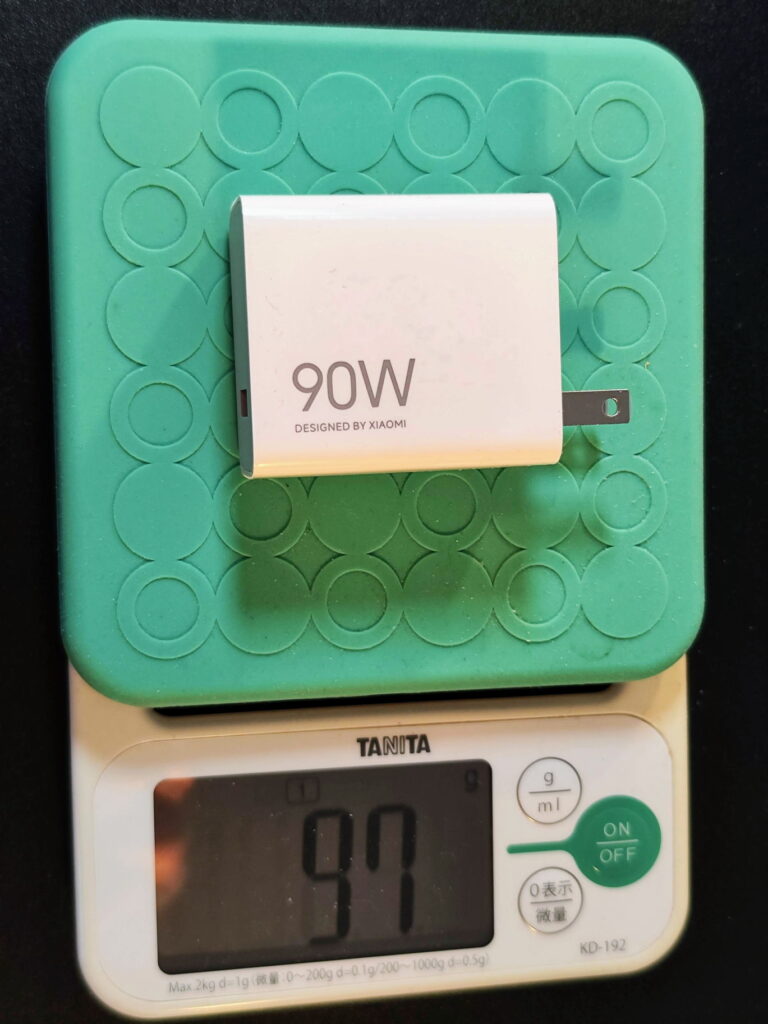 90W
DESIGNED BY XIAOMI
TANITA
1
g
97
g
ml
ON
OFF
0表示
微量
KD-192
Max 2kg d=1g(微量:0~200g d=0.1g/200~1000g d=0.5g)